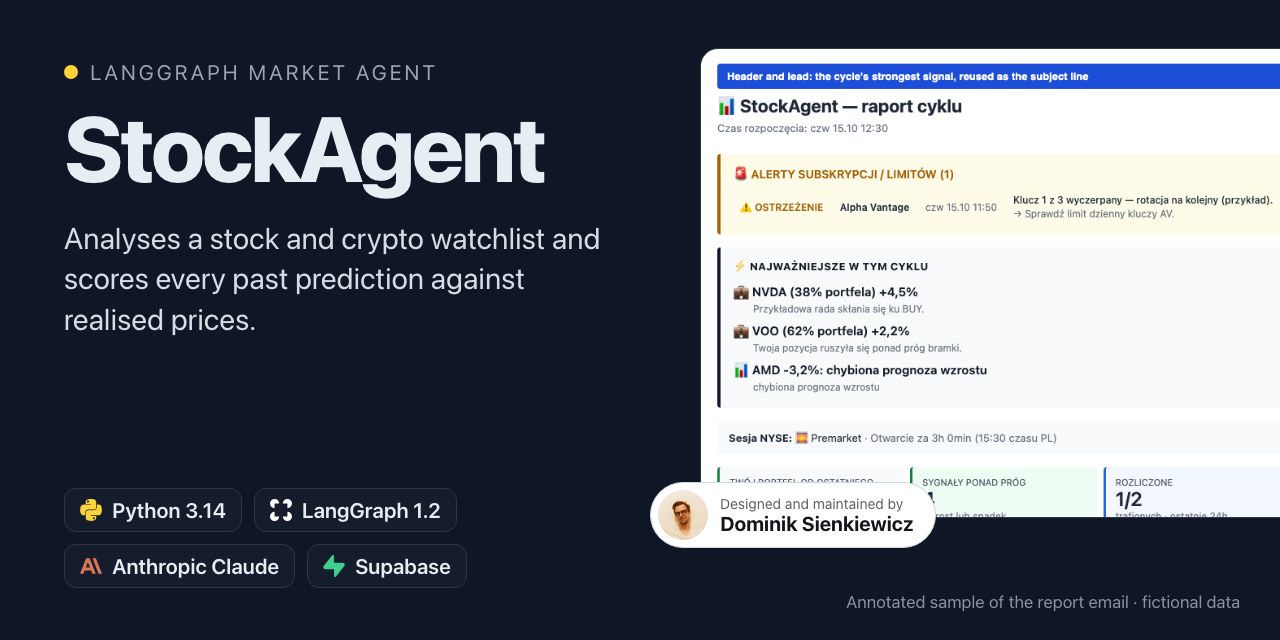 LANGGRAPH MARKET AGENT
StockAgent
Analyses a stock and crypto watchlist and
scores every past prediction against
realised prices.
Python 3.14
LangGraph 1.2
Anthropic Claude
Supabase
Header and lead: the cycle's strongest signal, reused as the subject line
StockAgent — raport cyklu
Czas rozpoczęcia: czw 15.10 12:30
ALERTY SUBSKRYPCJI / LIMITÓW (1)
OSTRZEŻENIE Alpha Vantage czw 15.10 11:50 Klucz 1 z 3 wyczerpany — rotacja na kolejny (przykład).
→ Sprawdź limit dzienny kluczy AV.
NAJWAŻNIEJSZE W TYM CYKLU
NVDA (38% portfela) +4,5%
Przykładowa rada skłania się ku BUY.
VOO (62% portfela) +2,2%
Twoja pozycja ruszyła się ponad próg bramki.
AMD -3,2%: chybiona prognoza wzrostu
chybiona prognoza wzrostu
Sesja NYSE: Premarket · Otwarcie za 3h 0min (15:30 czasu PL)
SYGNAŁY PONAD PRÓG
ROZLICZONE
1/2
trafionych · ostatnie 24h
Designed and maintained by
Dominik Sienkiewicz
Annotated sample of the report email · fictional data